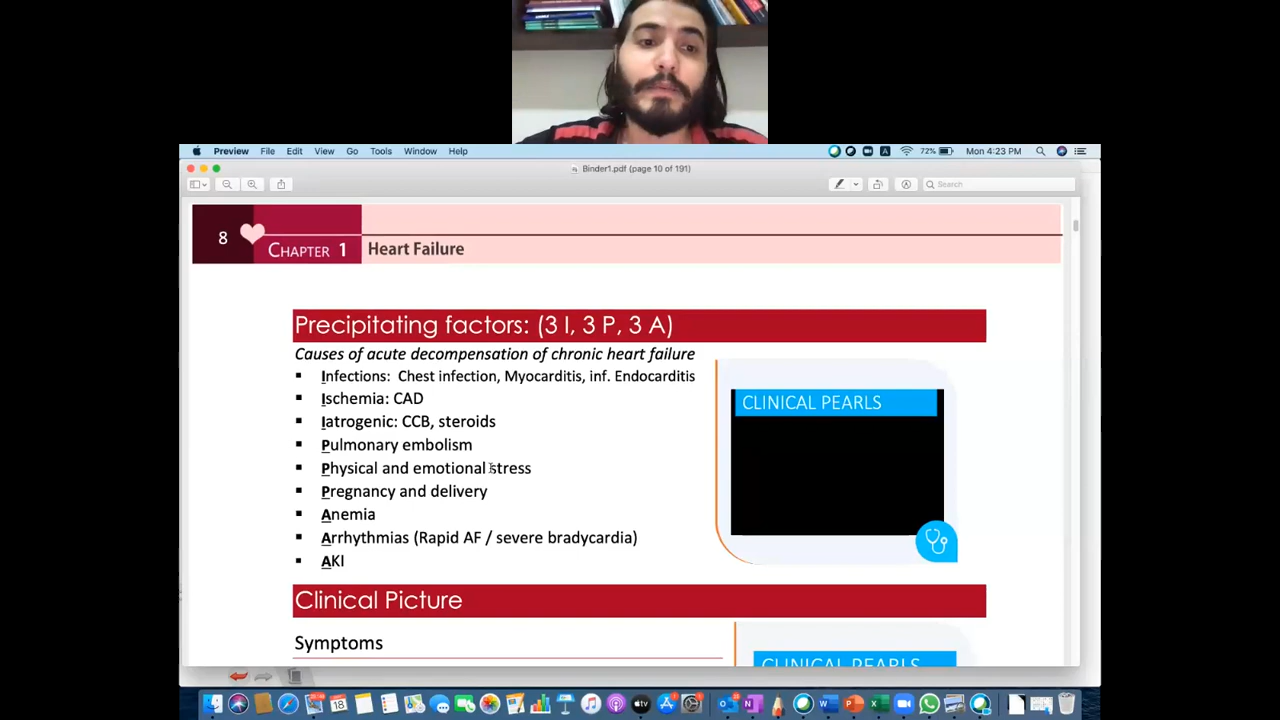 Preview File Edit View Go Tools Window Help 72% Mon 4:23 PM
Binder1.pdf (page 10 of 191)
Search
8
CHAPTER 1 Heart Failure
Precipitating factors: (3 I, 3 P, 3 A)
Causes of acute decompensation of chronic heart failure
▪ Infections: Chest infection, Myocarditis, inf. Endocarditis
▪ Ischemia: CAD
▪ Iatrogenic: CCB, steroids
▪ Pulmonary embolism
▪ Physical and emotional stress
▪ Pregnancy and delivery
▪ Anemia
▪ Arrhythmias (Rapid AF / severe bradycardia)
▪ AKI
CLINICAL PEARLS
Clinical Picture
Symptoms
CLINICAL PEARLS